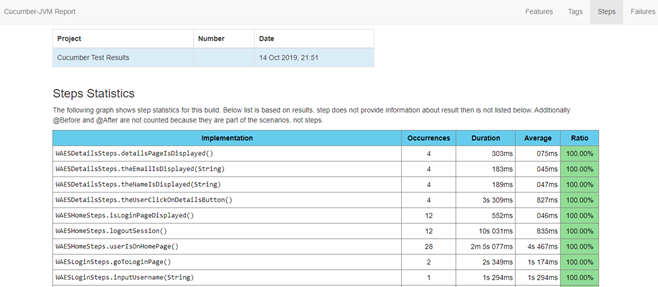 Cucumber-JVM Report Features Tags Steps Failures
Project Number Date
Cucumber Test Results 14 Oct 2019, 21:51
Steps Statistics
The following graph shows step statistics for this build. Below list is based on results. step does not provide information about result then is not listed below. Additionally
@Before and @After are not counted because they are part of the scenarios, not steps.
Implementation Occurrences Duration Average Ratio
WAESDetailsSteps.detailsPageIsDisplayed() 4 303ms 075ms 100.00%
WAESDetailsSteps.theEmailIsDisplayed(String) 4 183ms 045ms 100.00%
WAESDetailsSteps.theNameIsDisplayed(String) 4 189ms 047ms 100.00%
WAESDetailsSteps.theUserClickOnDetailsButton() 4 3s 309ms 827ms 100.00%
WAESHomeSteps.isLoginPageDisplayed() 12 552ms 046ms 100.00%
WAESHomeSteps.logoutSession() 12 10s 031ms 835ms 100.00%
WAESHomeSteps.userIsOnHomePage() 28 2m 5s 077ms 4s 467ms 100.00%
WAESLoginSteps.goToLoginPage() 2 2s 349ms 1s 174ms 100.00%
WAESLoginSteps.inputUsername(String) 1 1s 294ms 1s 294ms 100.00%